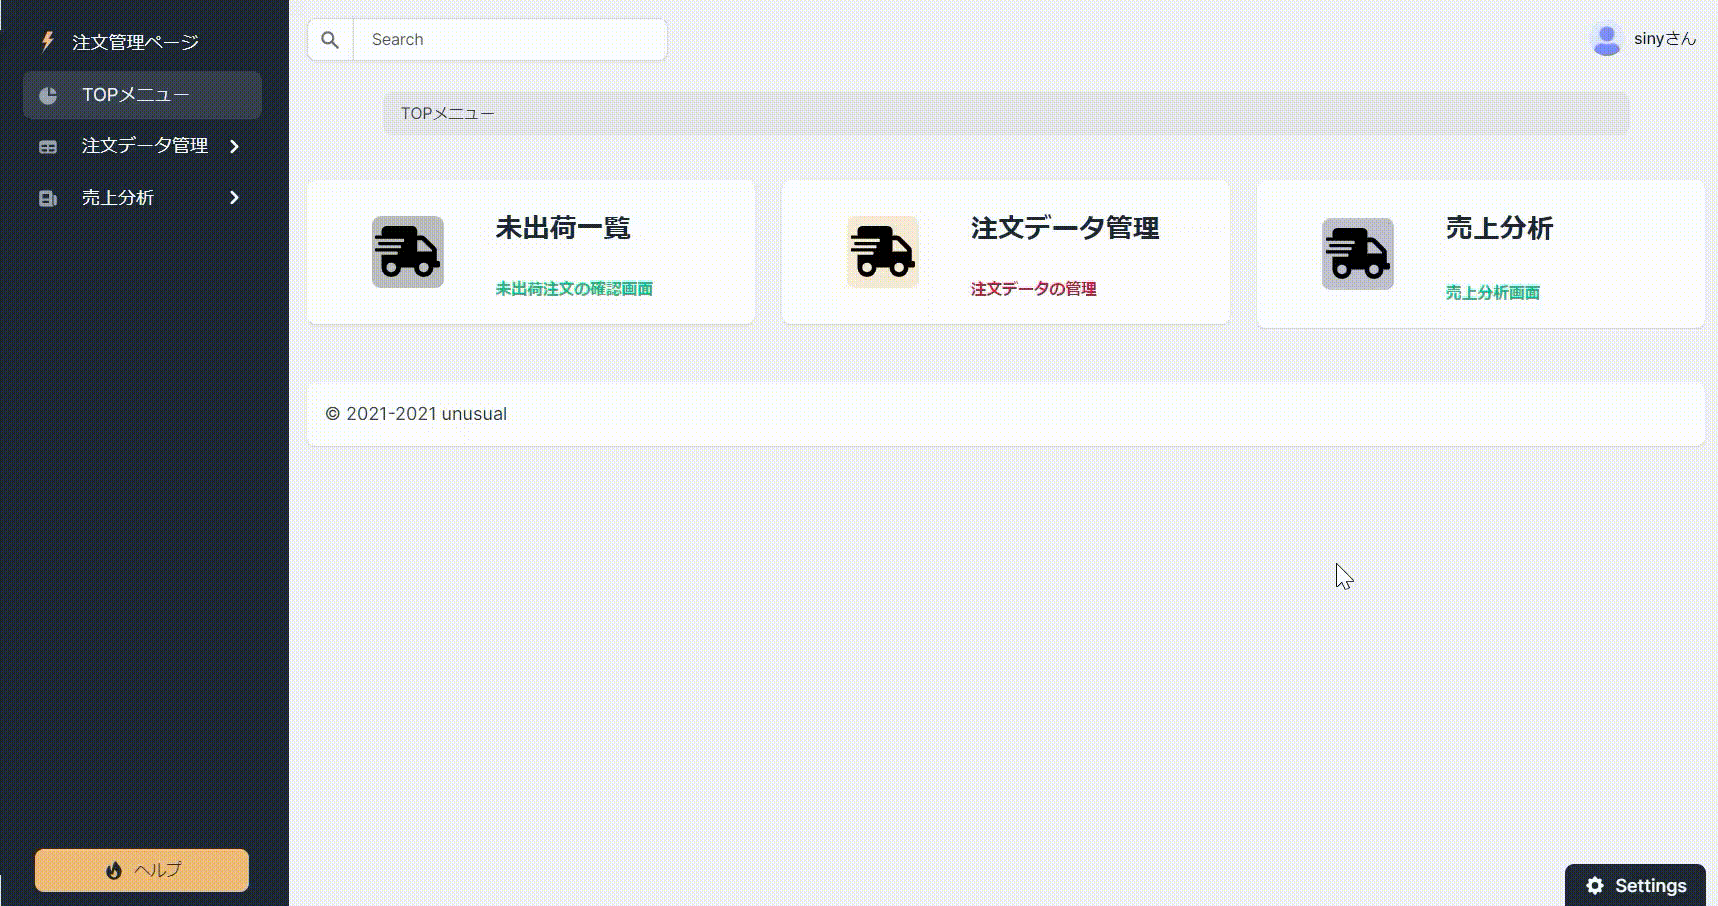 注文管理ページ
TOPメニュー
注文データ管理
売上分析
ヘルプ
Search
sinyさん
TOPメニュー
未出荷一覧
未出荷注文の確認画面
注文データ管理
注文データの管理
売上分析
売上分析画面
© 2021-2021 unusual
Settings